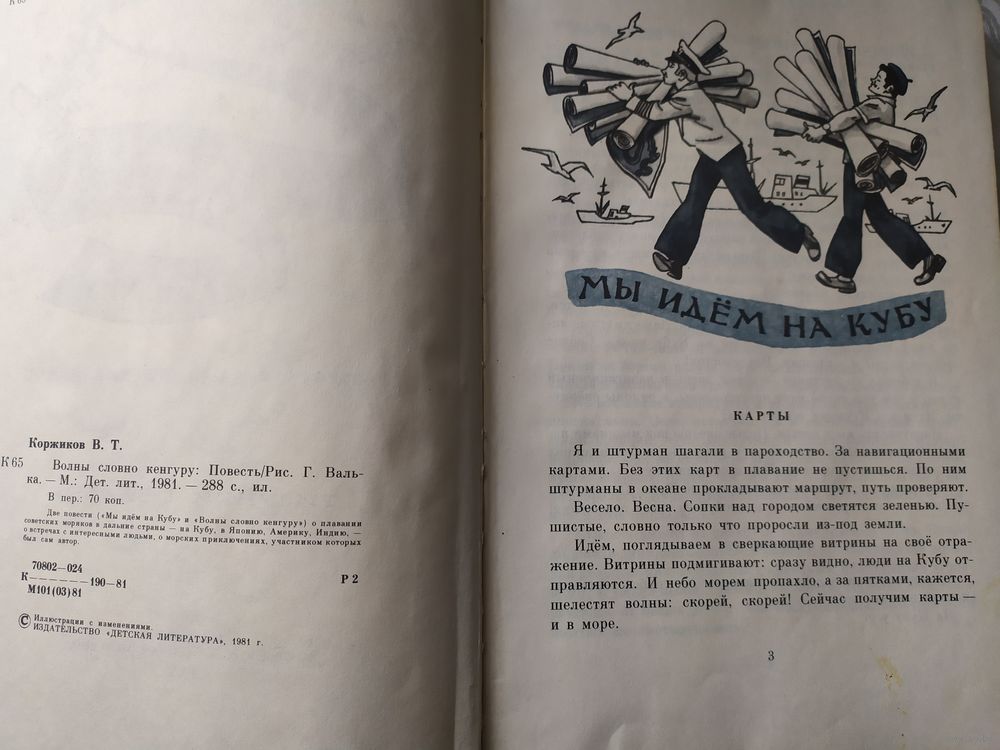 К 65
Коржиков В. Т.
К 65
Волны словно кенгуру: Повесть/Рис. Г. Валь-
ка. — М.: Дет. лит., 1981. — 288 с., ил.
В пер.: 70 коп.
Две повести («Мы идём на Кубу» и «Волны словно кенгуру») о плавании
советских моряков в дальние страны — на Кубу, в Японию, Америку, Индию, —
о встречах с интересными людьми, о морских приключениях, участником которых
был сам автор.
70802—024
К——————190—81
М101(03)81
Р 2
© Иллюстрации с изменениями.
ИЗДАТЕЛЬСТВО «ДЕТСКАЯ ЛИТЕРАТУРА», 1981 г.
МЫ ИДЁМ НА КУБУ
КАРТЫ
Я и штурман шагали в пароходство. За навигационными
картами. Без этих карт в плавание не пустишься. По ним
штурманы в океане прокладывают маршрут, путь проверяют.
Весело. Весна. Сопки над городом светятся зеленью. Пу-
шистые, словно только что проросли из-под земли.
Идём, поглядываем в сверкающие витрины на своё отра-
жение. Витрины подмигивают: сразу видно, люди на Кубу от-
правляются. И небо морем пропахло, а за пятками, кажется,
шелестят волны: скорей, скорей! Сейчас получим карты —
и в море.
3